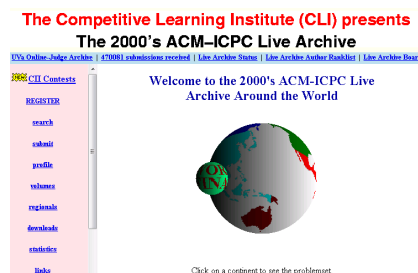 The Competitive Learning Institute (CLI) presents
The 2000's ACM–ICPC Live Archive
UVa Online-Judge Archive | 470081 submissions received | Live Archive Status | Live Archive Author Ranklist | Live Archive Boar
CII Contests
REGISTER
search
submit
profile
volumes
regionals
downloads
statistics
links
Welcome to the 2000's ACM-ICPC Live
Archive Around the World
Click on a continent to see the problemset